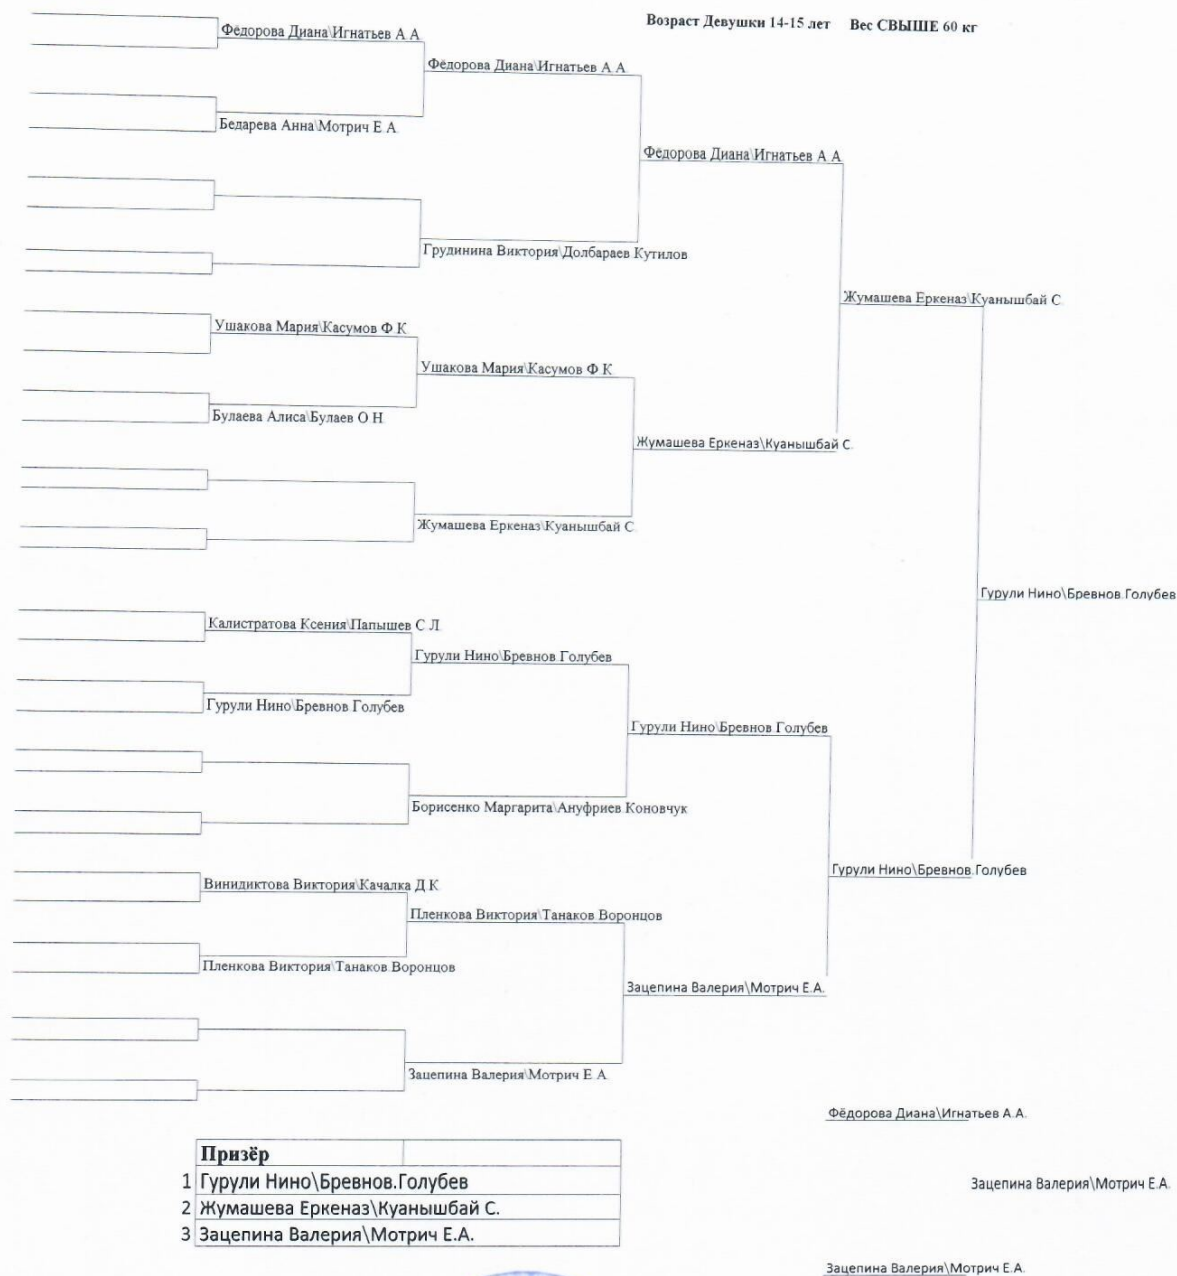 Возраст Девушки 14-15 лет Вес СВЫШЕ 60 кг
Фёдорова Диана\Игнатьев А.А.
Фёдорова Диана\Игнатьев А.А.
Бедарева Анна\Мотрич Е.А.
Фёдорова Диана\Игнатьев А.А.
Грудинина Виктория\Долбараев.Кутилов
Жумашева Еркеназ\Куанышбай С.
Ушакова Мария\Касумов Ф.К.
Ушакова Мария\Касумов Ф.К.
Булаева Алиса\Булаев О.Н.
Жумашева Еркеназ\Куанышбай С.
Жумашева Еркеназ\Куанышбай С.
Гурули Нино\Бревнов.Голубев
Калистратова Ксения\Папышев С.Л.
Гурули Нино\Бревнов.Голубев
Гурули Нино\Бревнов.Голубев
Гурули Нино\Бревнов.Голубев
Борисенко Маргарита\Ануфриев.Коновчук
Гурули Нино\Бревнов.Голубев
Винидиктова Виктория\Качалка Д.К.
Пленкова Виктория\Танаков.Воронцов
Пленкова Виктория\Танаков.Воронцов
Зацепина Валерия\Мотрич Е.А.
Зацепина Валерия\Мотрич Е.А.
Фёдорова Диана\Игнатьев А.А.
Призёр
1 Гурули Нино\Бревнов.Голубев
Зацепина Валерия\Мотрич Е.А.
2 Жумашева Еркеназ\Куанышбай С.
3 Зацепина Валерия\Мотрич Е.А.
Зацепина Валерия\Мотрич Е.А.